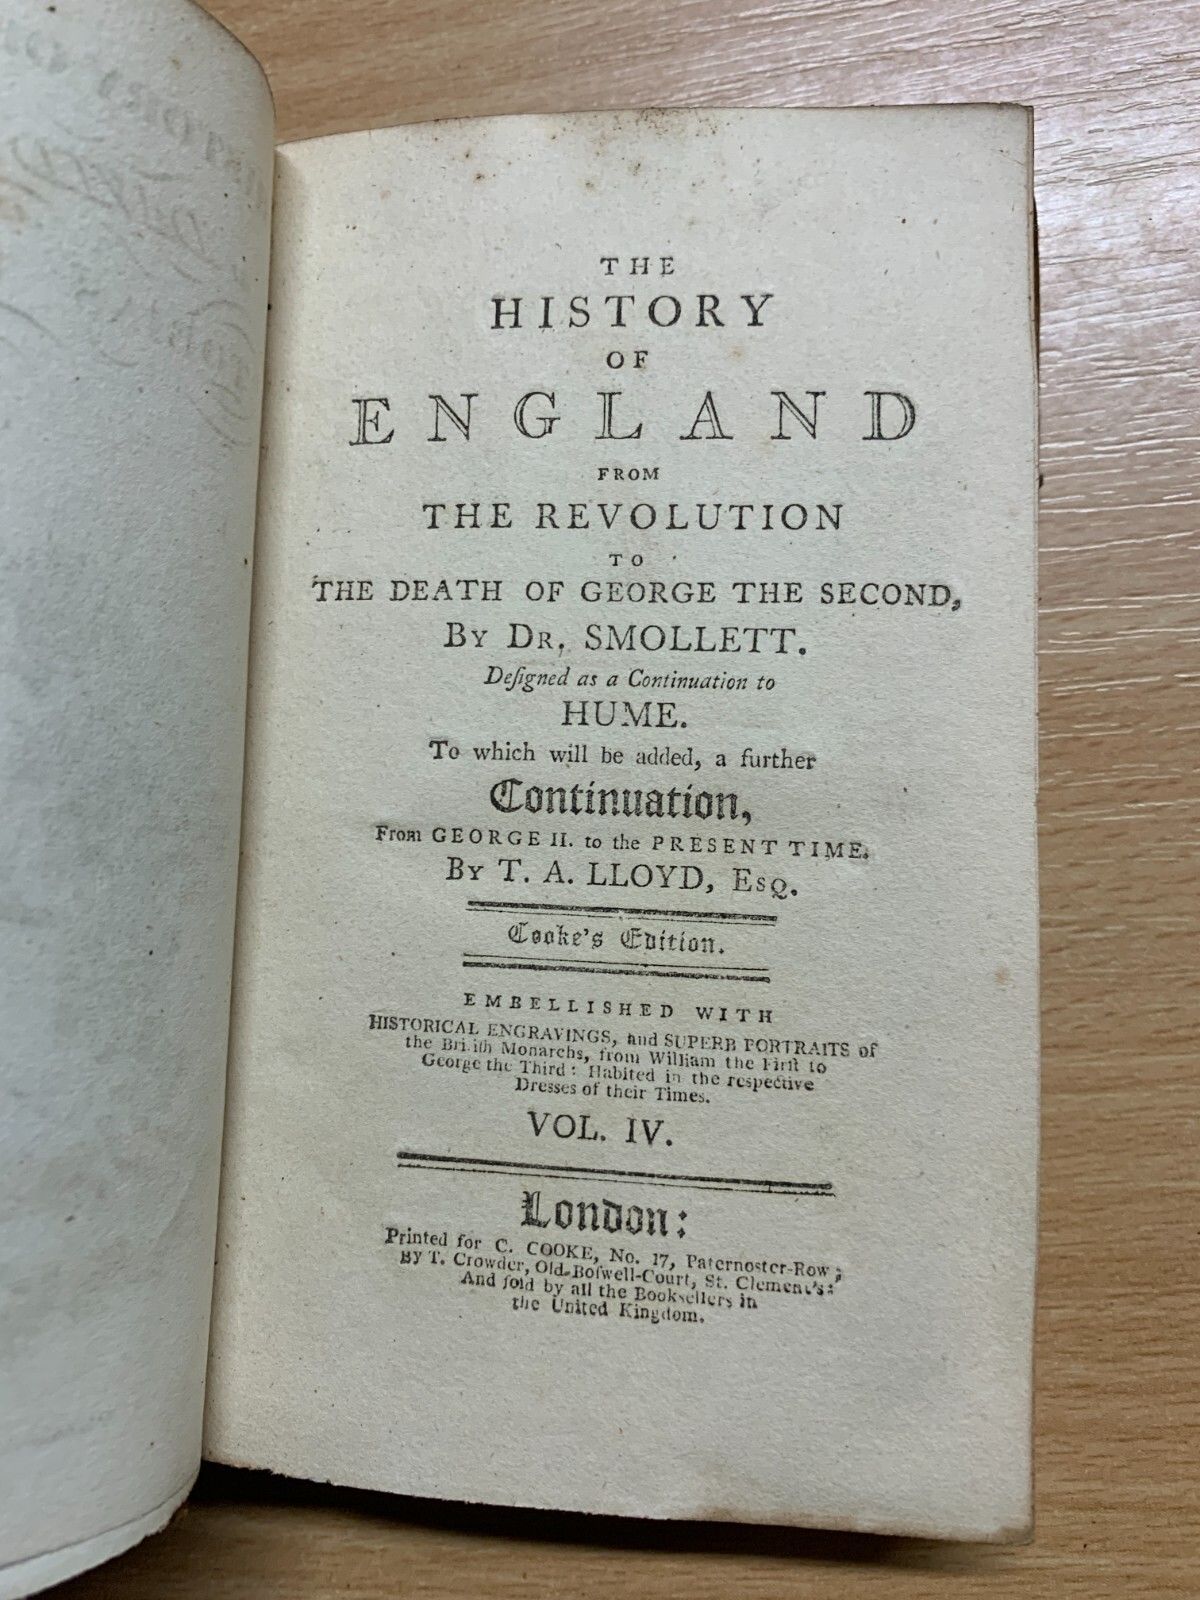 THE
HISTORY
OF
ENGLAND
FROM
THE REVOLUTION
TO
THE DEATH OF GEORGE THE SECOND,
BY DR. SMOLLETT.
Deſigned as a Continuation to
HUME.
To which will be added, a further
Continuation,
From GEORGE II. to the PRESENT TIME.
BY T. A. LLOYD, ESQ.
Cooke's Edition.
EMBELLISHED WITH
HISTORICAL ENGRAVINGS, and SUPERB PORTRAITS of
the Britiſh Monarchs, from William the Firſt to
George the Third: Habited in the reſpective
Dresses of their Times.
VOL. IV.
London:
Printed for C. COOKE, No. 17, Paternoster-Row;
By T. Crowder, Old-Boſwell-Court, St. Clement's:
And ſold by all the Bookſellers in
the United Kingdom.